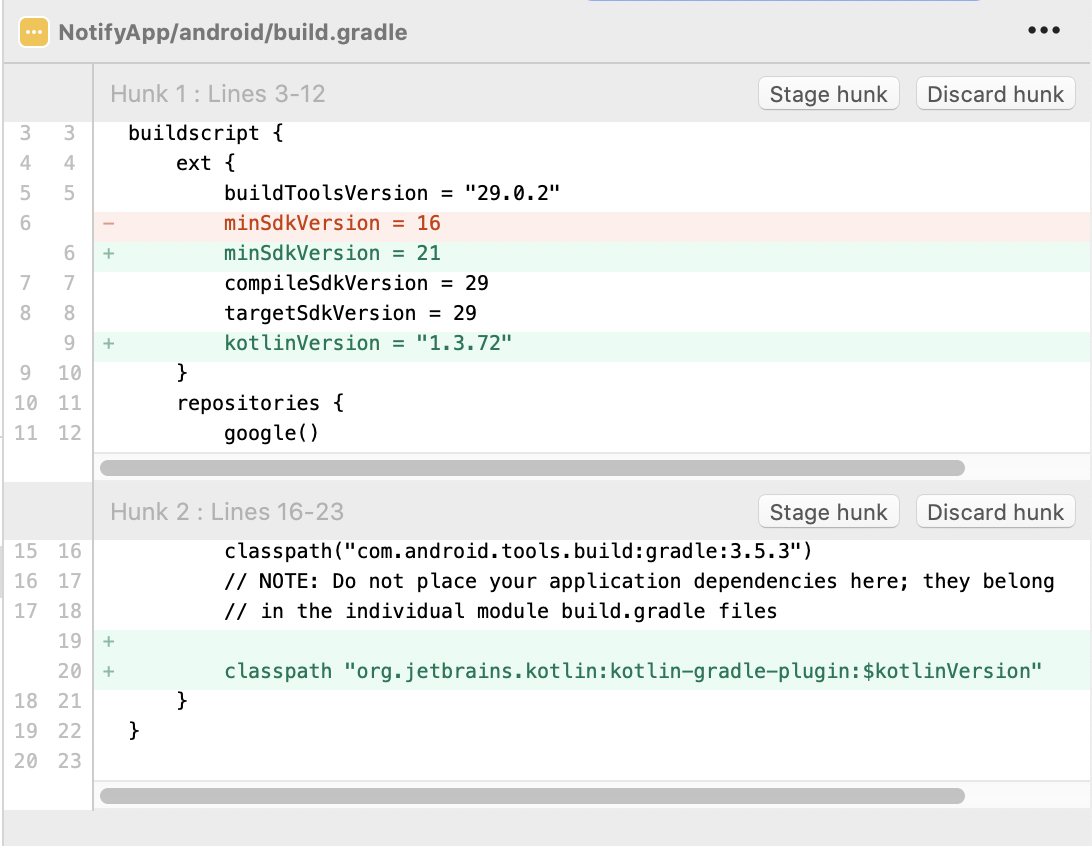 NotifyApp/android/build.gradle
Hunk 1 : Lines 3-12 Stage hunk Discard hunk
3 3 buildscript {
4 4 ext {
5 5 buildToolsVersion = "29.0.2"
6 - minSdkVersion = 16
6 + minSdkVersion = 21
7 7 compileSdkVersion = 29
8 8 targetSdkVersion = 29
9 + kotlinVersion = "1.3.72"
9 10 }
10 11 repositories {
11 12 google()
Hunk 2 : Lines 16-23 Stage hunk Discard hunk
15 16 classpath("com.android.tools.build:gradle:3.5.3")
16 17 // NOTE: Do not place your application dependencies here; they belong
17 18 // in the individual module build.gradle files
19 +
20 + classpath "org.jetbrains.kotlin:kotlin-gradle-plugin:$kotlinVersion"
18 21 }
19 22 }
20 23